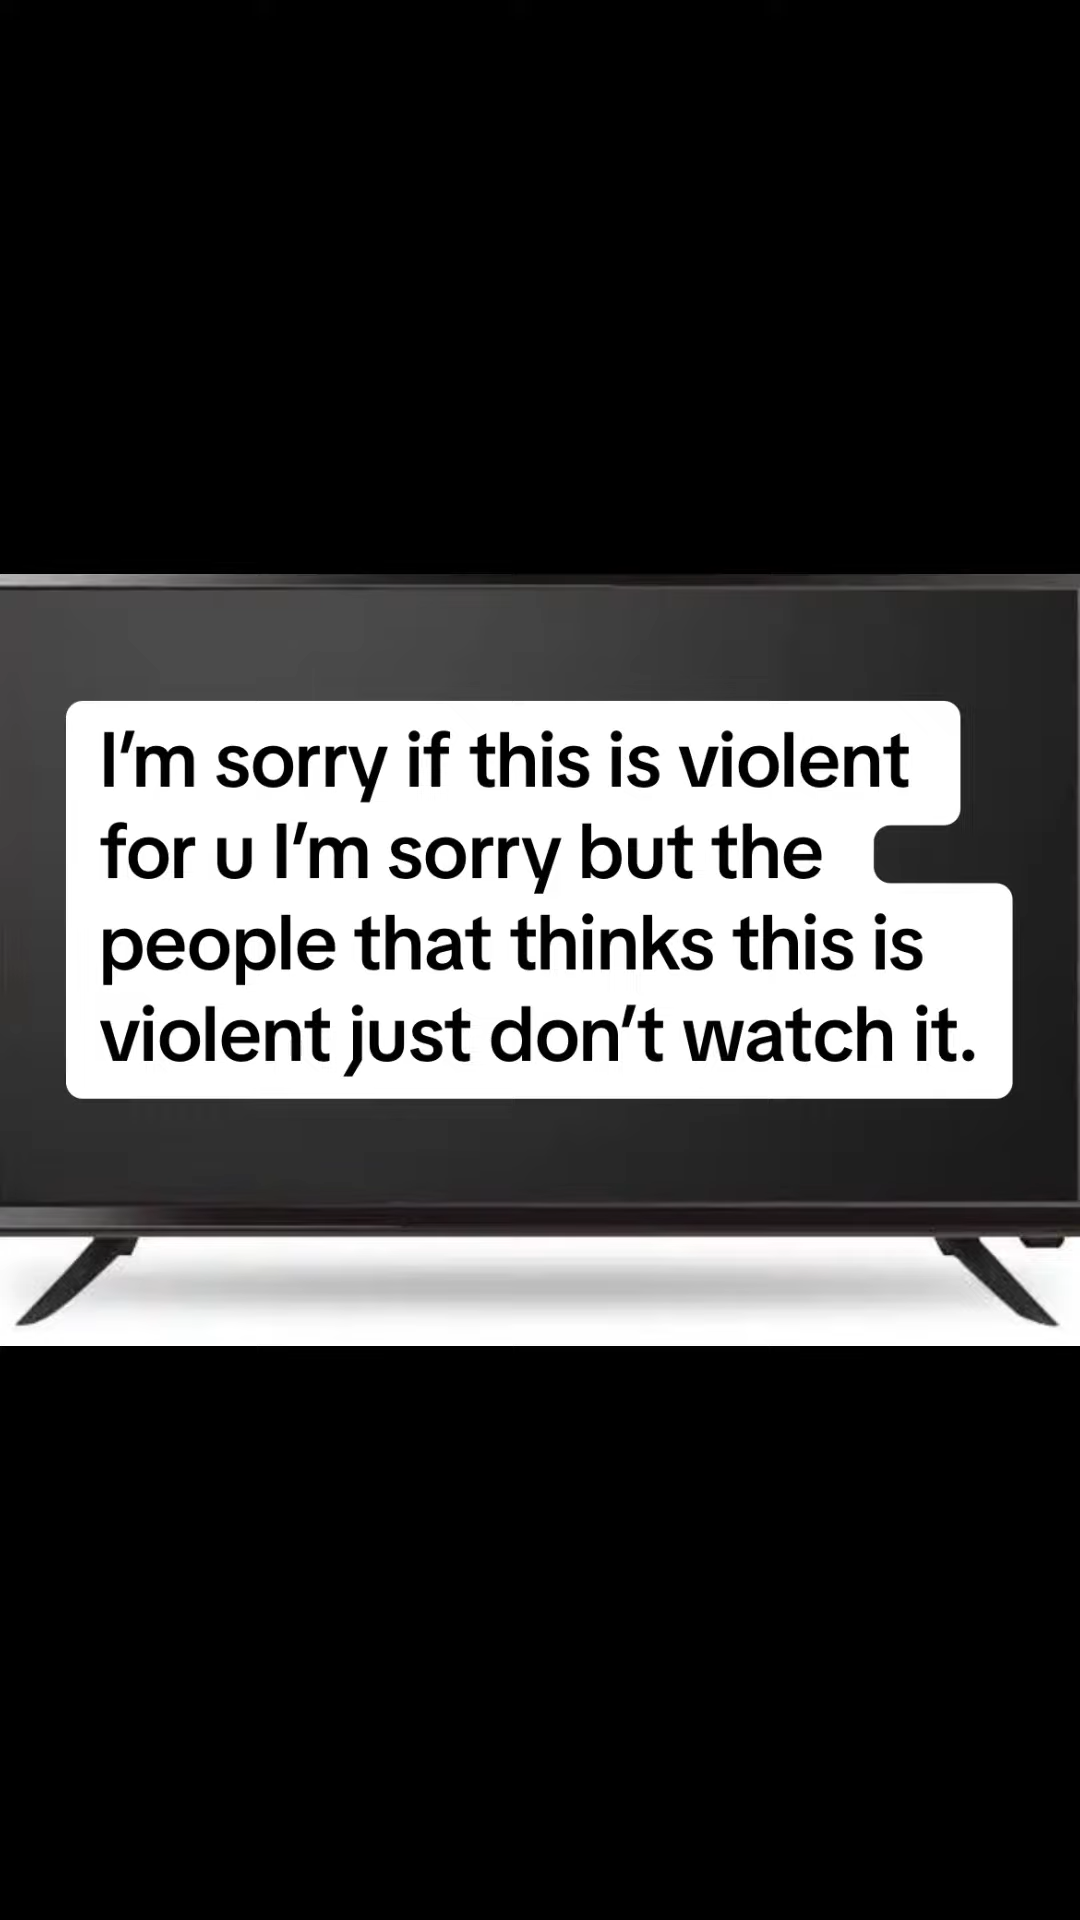 I’m sorry if this is violent
for u I’m sorry but the
people that thinks this is
violent just don’t watch it.